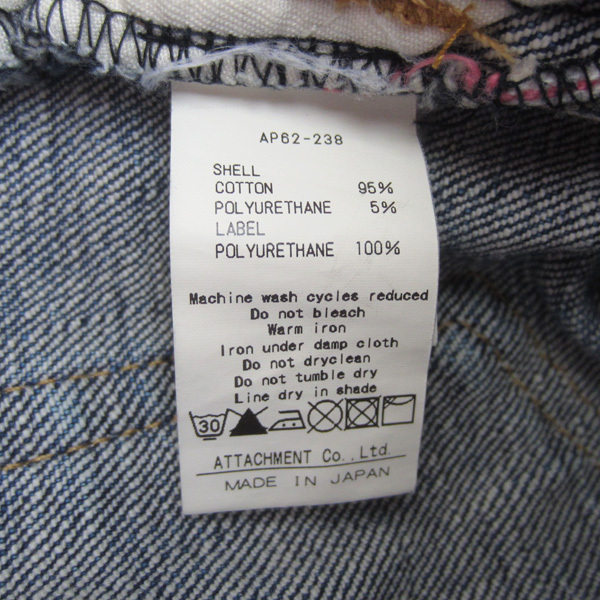 AP62-238
SHELL
COTTON 95%
POLYURETHANE 5%
LABEL
POLYURETHANE 100%
Machine wash cycles reduced
Do not bleach
Warm iron
Iron under damp cloth
Do not dryclean
Do not tumble dry
Line dry in shade
30
ATTACHMENT Co.,Ltd.
MADE IN JAPAN